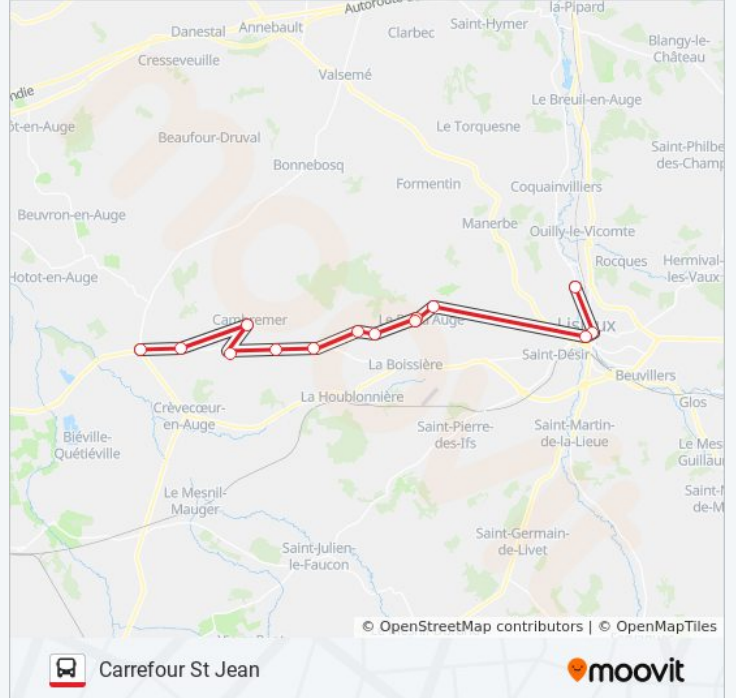 Autoroute
la-Pipard
Saint-Hymer
Danestal
Annebault
Clarbec
Blangy-le-
Château
Cresseveuille
Valsemé
ndie
Le Breuil-en-Auge
ôt-en-Auge
Le Torquesne
Beaufour-Druval
Saint-Philbe
des-Champ
Bonnebosq
Formentin
Coquainvilliers
Beuvron-en-Auge
Manerbe
Ouilly-le-Vicomte
Rocques
Hermival-
les-Vaux
Hotot-en-Auge
Cambremer
Auge
Lisieux
Saint-Désir
La Boissière
Beuvillers
La Houblonnière
Glos
Crèvecœur-
en-Auge
Saint-Pierre-
des-Ifs
Saint-Martin-
de-la-Lieue
Biéville-
Quétiéville
Le Mes
Guillau
Le Mesnil-
Mauger
Saint-
de-M
Saint-Germain-
de-Livet
Saint-Julien-
le-Faucon
© OpenStreetMap contributors | © OpenMapTiles
Carrefour St Jean
moovit